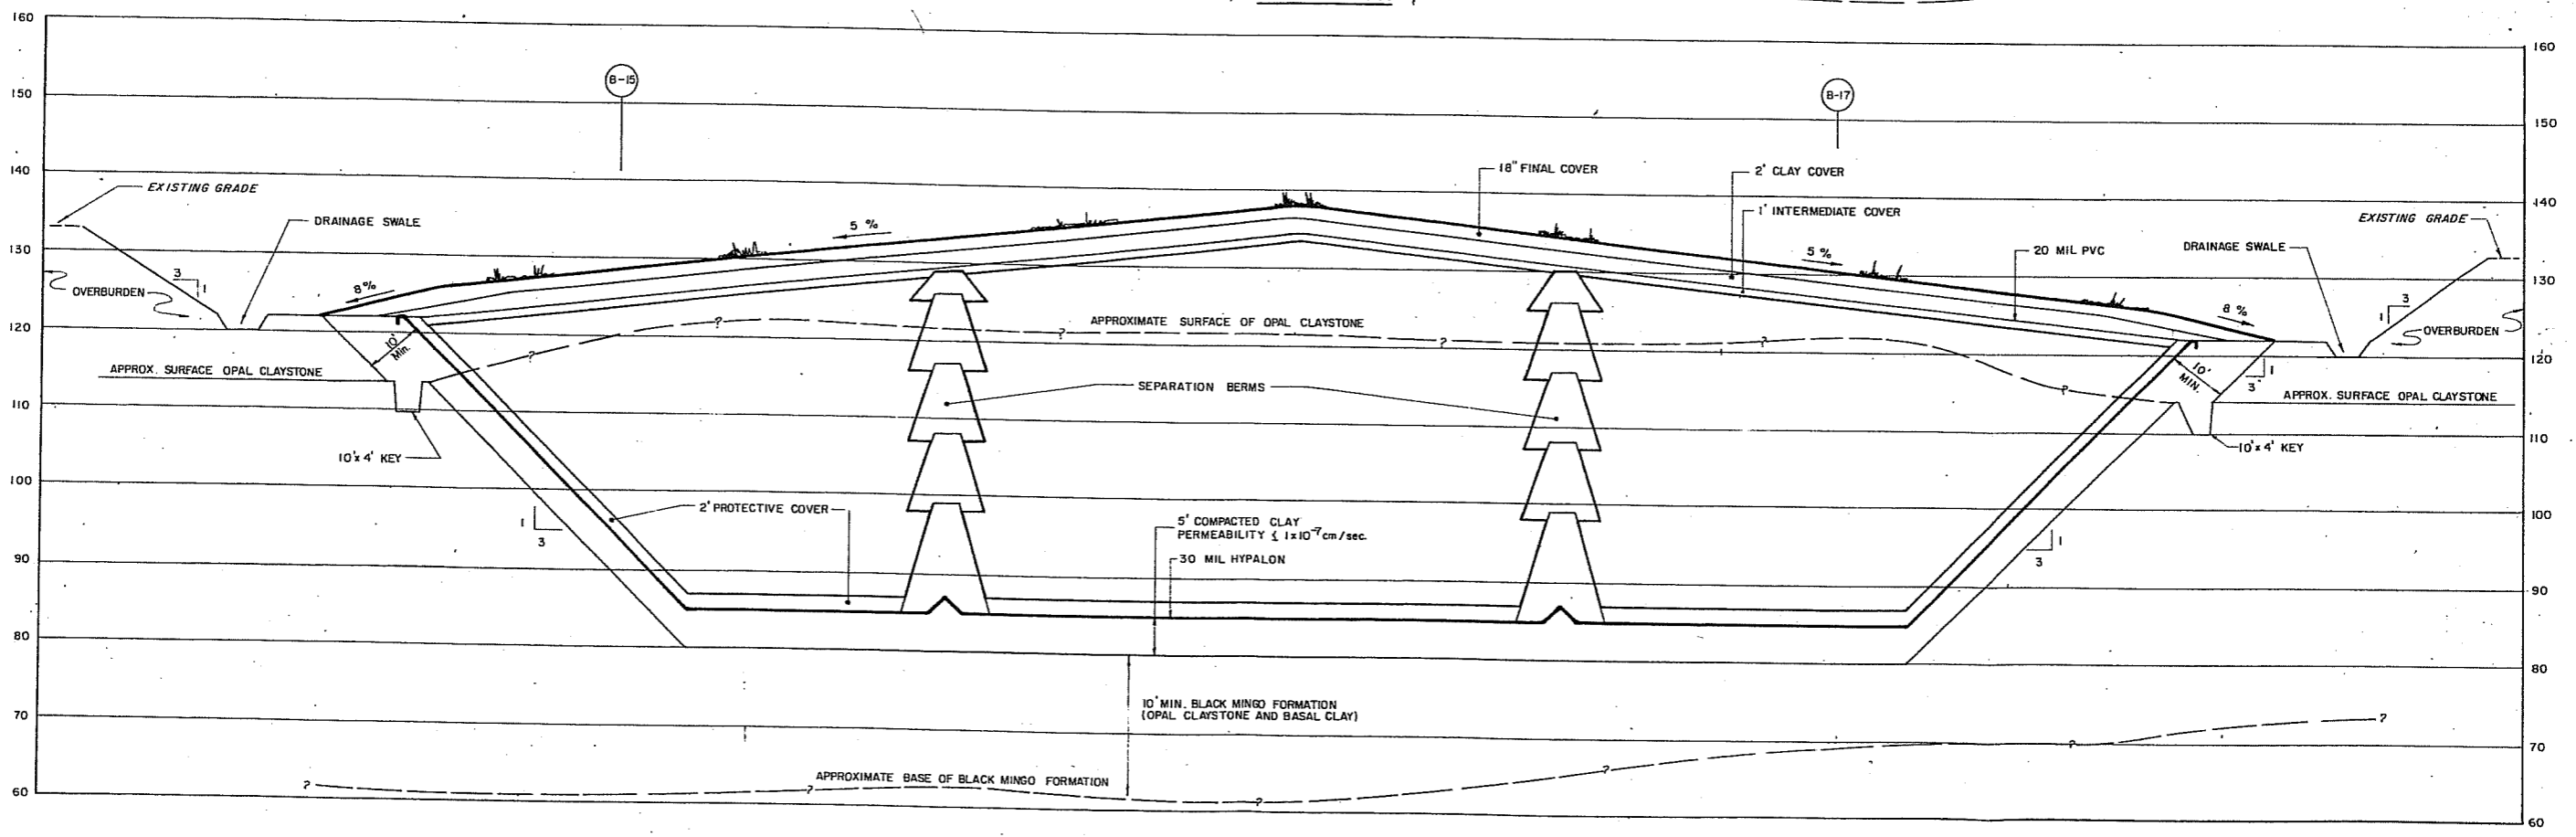 160
160
B-15
B-17
150
150
140
140
18" FINAL COVER
2' CLAY COVER
1' INTERMEDIATE COVER
EXISTING GRADE
EXISTING GRADE
DRAINAGE SWALE
DRAINAGE SWALE
5 %
5 %
20 MIL PVC
130
130
3
1
3
1
OVERBURDEN
OVERBURDEN
8%
8 %
120
120
APPROXIMATE SURFACE OF OPAL CLAYSTONE
? ? ? ? ? ? ?
10'
Min.
10'
MIN.
1
3
APPROX. SURFACE OPAL CLAYSTONE
APPROX. SURFACE OPAL CLAYSTONE
SEPARATION BERMS
110
110
10'x 4' KEY
10'x 4' KEY
100
100
2' PROTECTIVE COVER
5' COMPACTED CLAY
PERMEABILITY ≤ 1x10⁻⁷ cm/sec.
1
3
1
3
30 MIL HYPALON
90
90
80
80
10' MIN. BLACK MINGO FORMATION
(OPAL CLAYSTONE AND BASAL CLAY)
70
70
APPROXIMATE BASE OF BLACK MINGO FORMATION
? ? ? ? ? ?
60
60